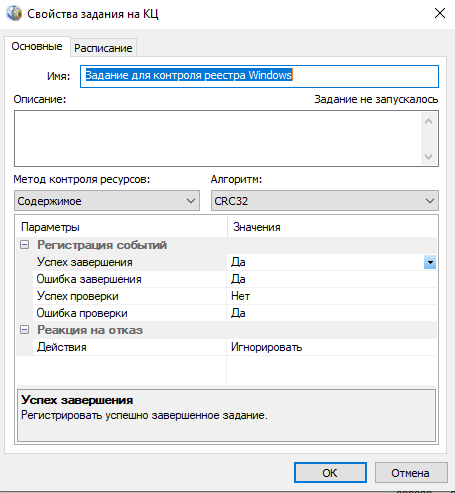 Свойства задания на КЦ
Основные Расписание
Имя: Задание для контроля реестра Windows
Описание: Задание не запускалось
Метод контроля ресурсов: Алгоритм:
Содержимое CRC32
Параметры Значения
Регистрация событий
Успех завершения Да
Ошибка завершения Да
Успех проверки Нет
Ошибка проверки Да
Реакция на отказ
Действия Игнорировать
Успех завершения
Регистрировать успешно завершенное задание.
OK Отмена